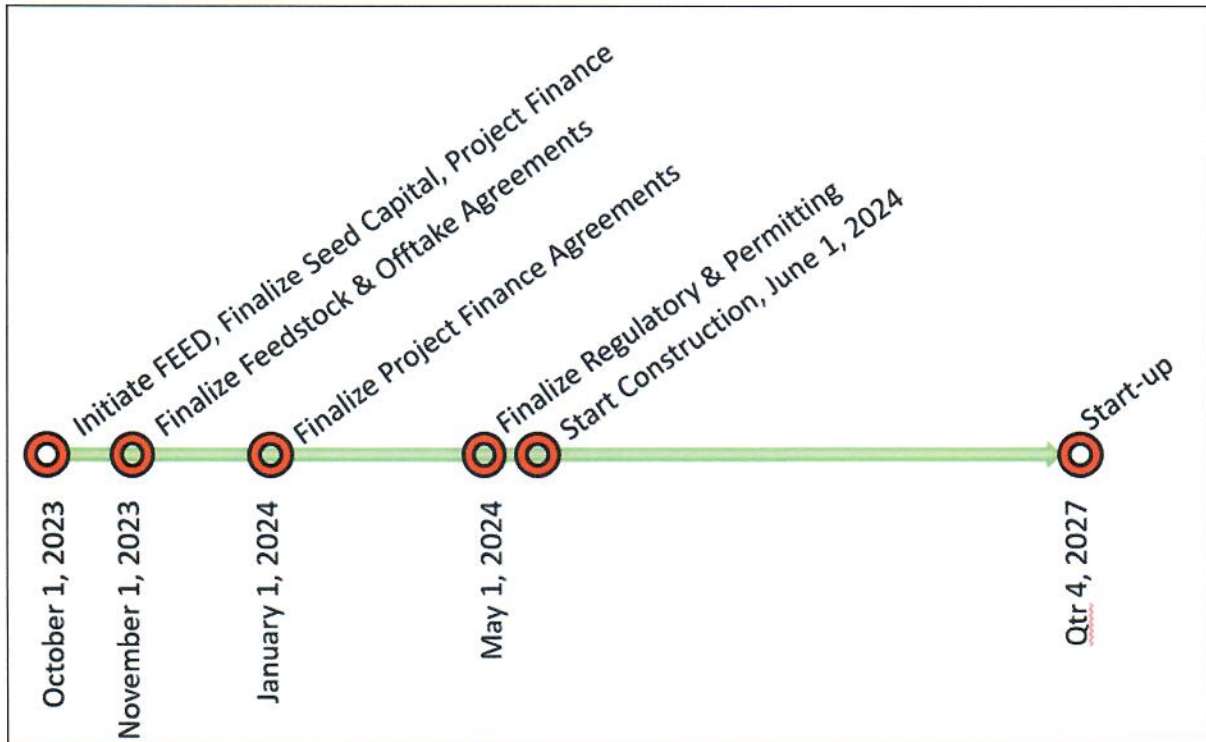 Initiate FEED, Finalize Seed Capital, Project Finance
Finalize Feedstock & Offtake Agreements
Finalize Project Finance Agreements
Finalize Regulatory & Permitting
Start Construction, June 1, 2024
Start-up
October 1, 2023
November 1, 2023
January 1, 2024
May 1, 2024
Qtr 4, 2027